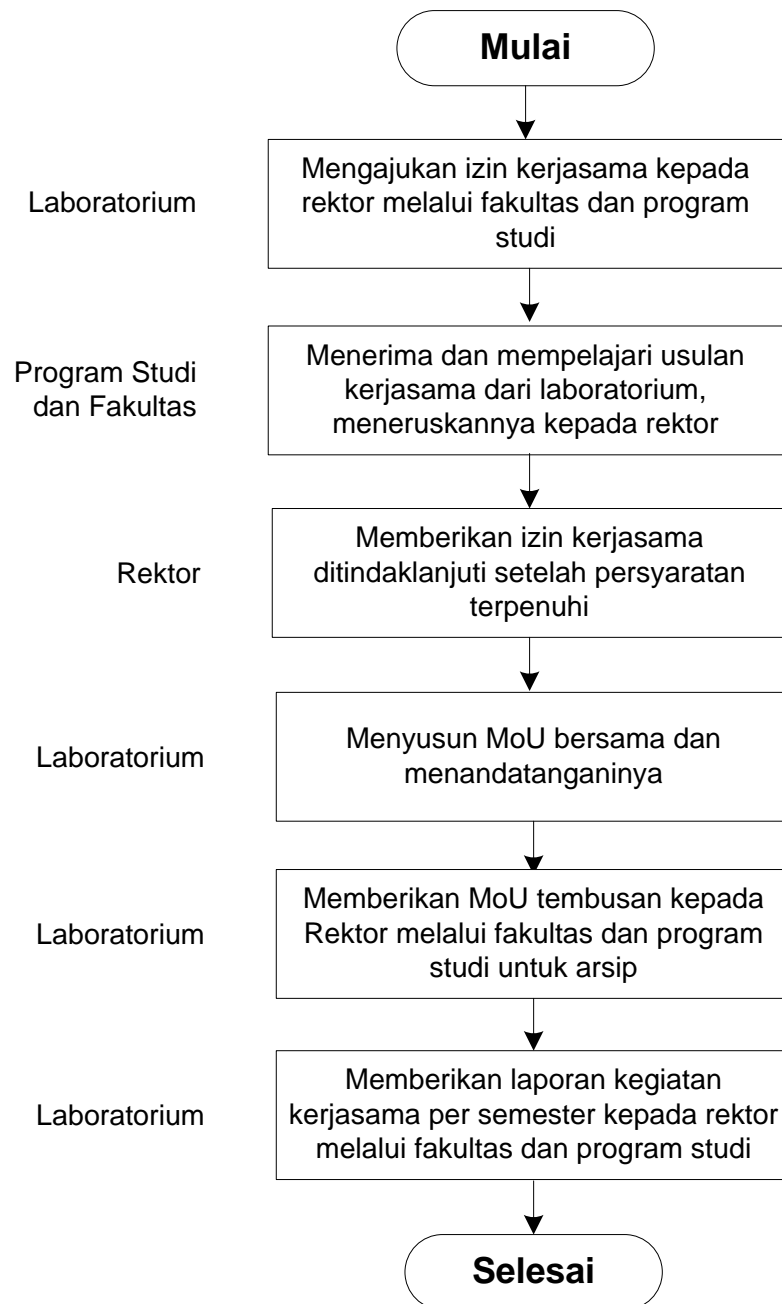 Mulai
Laboratorium
Mengajukan izin kerjasama kepada
rektor melalui fakultas dan program
studi
Program Studi
dan Fakultas
Menerima dan mempelajari usulan
kerjasama dari laboratorium,
meneruskannya kepada rektor
Rektor
Memberikan izin kerjasama
ditindaklanjuti setelah persyaratan
terpenuhi
Laboratorium
Menyusun MoU bersama dan
menandatanganinya
Laboratorium
Memberikan MoU tembusan kepada
Rektor melalui fakultas dan program
studi untuk arsip
Laboratorium
Memberikan laporan kegiatan
kerjasama per semester kepada rektor
melalui fakultas dan program studi
Selesai